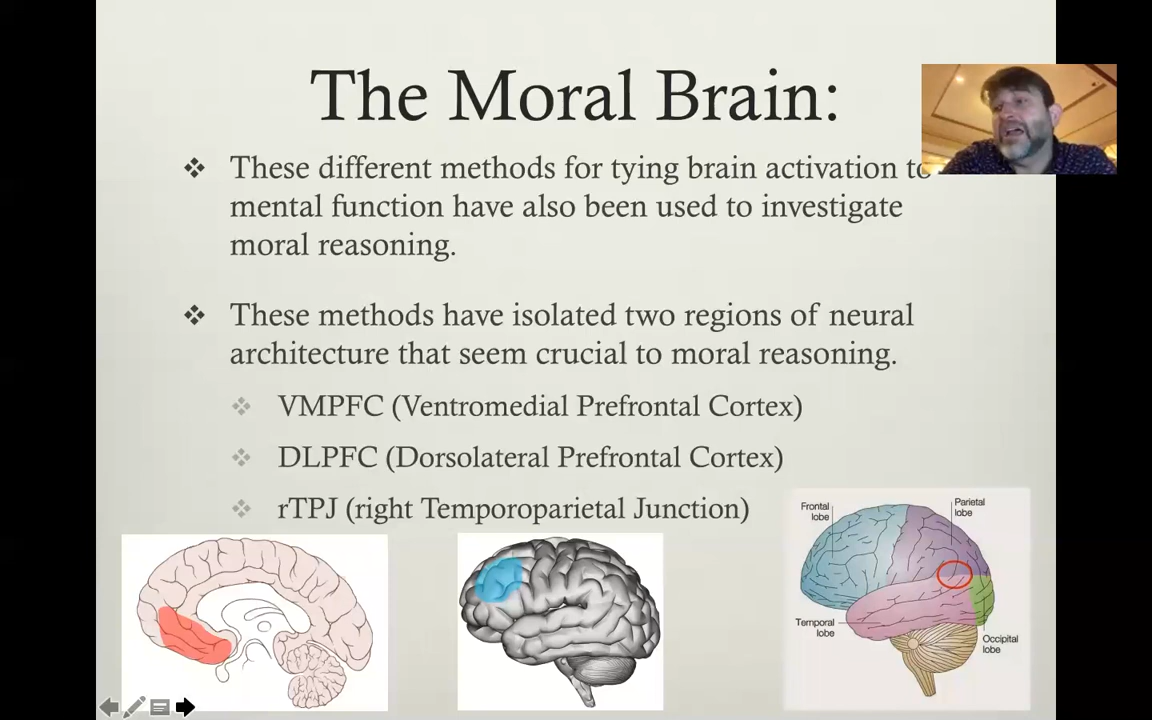 The Moral Brain:
❖ These different methods for tying brain activation to
mental function have also been used to investigate
moral reasoning.
❖ These methods have isolated two regions of neural
architecture that seem crucial to moral reasoning.
❖ VMPFC (Ventromedial Prefrontal Cortex)
❖ DLPFC (Dorsolateral Prefrontal Cortex)
❖ rTPJ (right Temporoparietal Junction)
Frontal
lobe
Parietal
lobe
Temporal
lobe
Occipital
lobe